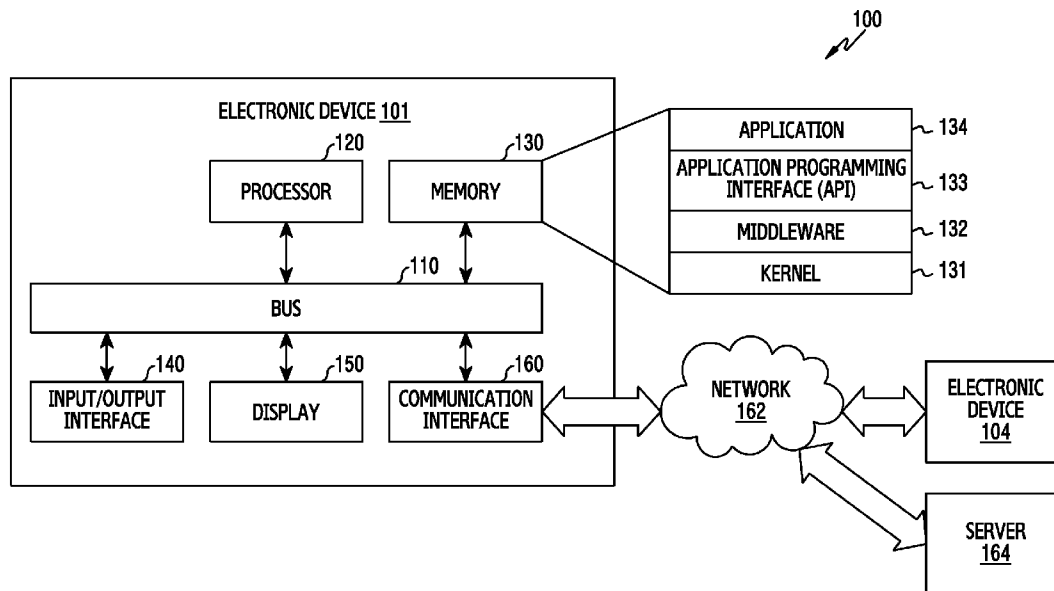 100
ELECTRONIC DEVICE 101
120
130
PROCESSOR
MEMORY
APPLICATION
134
APPLICATION PROGRAMMING
INTERFACE (API)
133
MIDDLEWARE
132
KERNEL
131
110
BUS
140
150
160
INPUT/OUTPUT
INTERFACE
DISPLAY
COMMUNICATION
INTERFACE
NETWORK
162
ELECTRONIC
DEVICE
104
SERVER
164